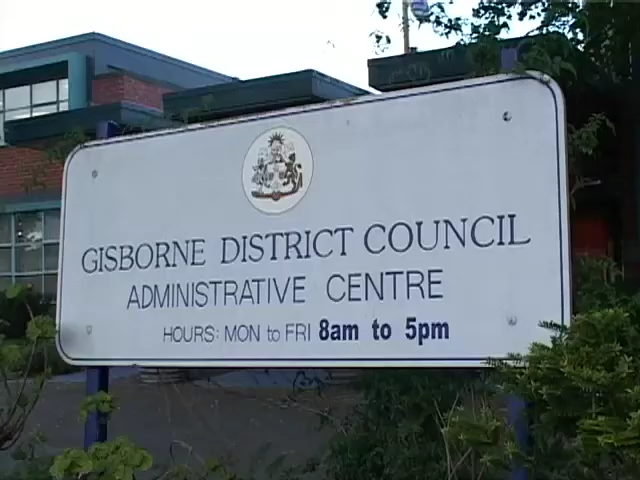 GISBORNE DISTRICT COUNCIL
ADMINISTRATIVE CENTRE
HOURS: MON to FRI 8am to 5pm